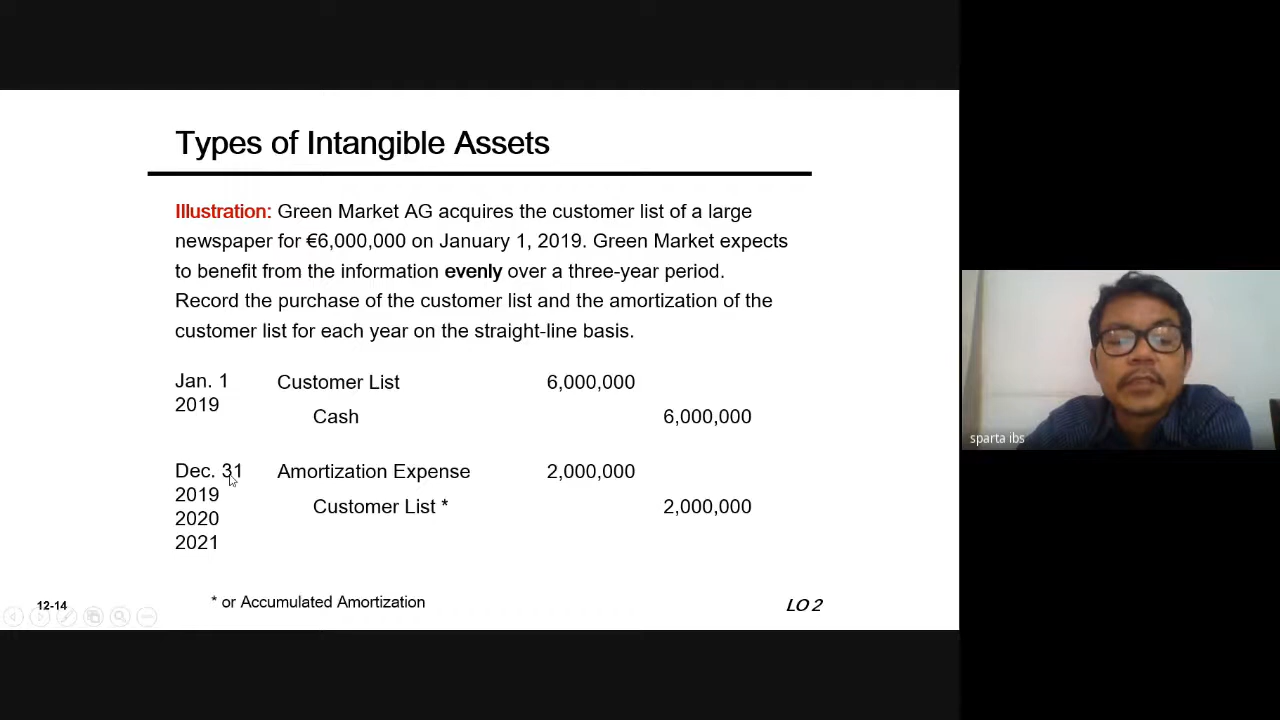 Types of Intangible Assets
Illustration: Green Market AG acquires the customer list of a large
newspaper for €6,000,000 on January 1, 2019. Green Market expects
to benefit from the information evenly over a three-year period.
Record the purchase of the customer list and the amortization of the
customer list for each year on the straight-line basis.
Jan. 1 Customer List 6,000,000
2019
Cash 6,000,000
Dec. 31 Amortization Expense 2,000,000
2019
Customer List * 2,000,000
2020
2021
* or Accumulated Amortization
12-14
LO 2
sparta ibs